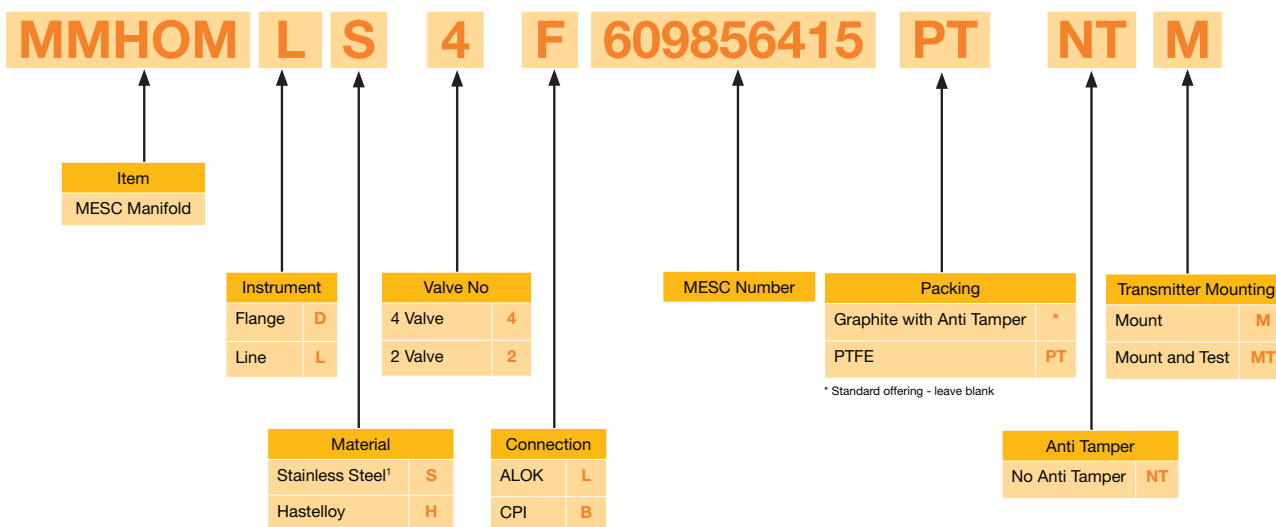 MMHOM L S 4 F 609856415 PT NT M
Item
MESC Manifold
Instrument
Flange D
Line L
Valve No
4 Valve 4
2 Valve 2
MESC Number
Packing
Graphite with Anti Tamper *
PTFE PT
* Standard offering - leave blank
Transmitter Mounting
Mount M
Mount and Test MT
Material
Stainless Steel¹ S
Hastelloy H
Connection
ALOK L
CPI B
Anti Tamper
No Anti Tamper NT